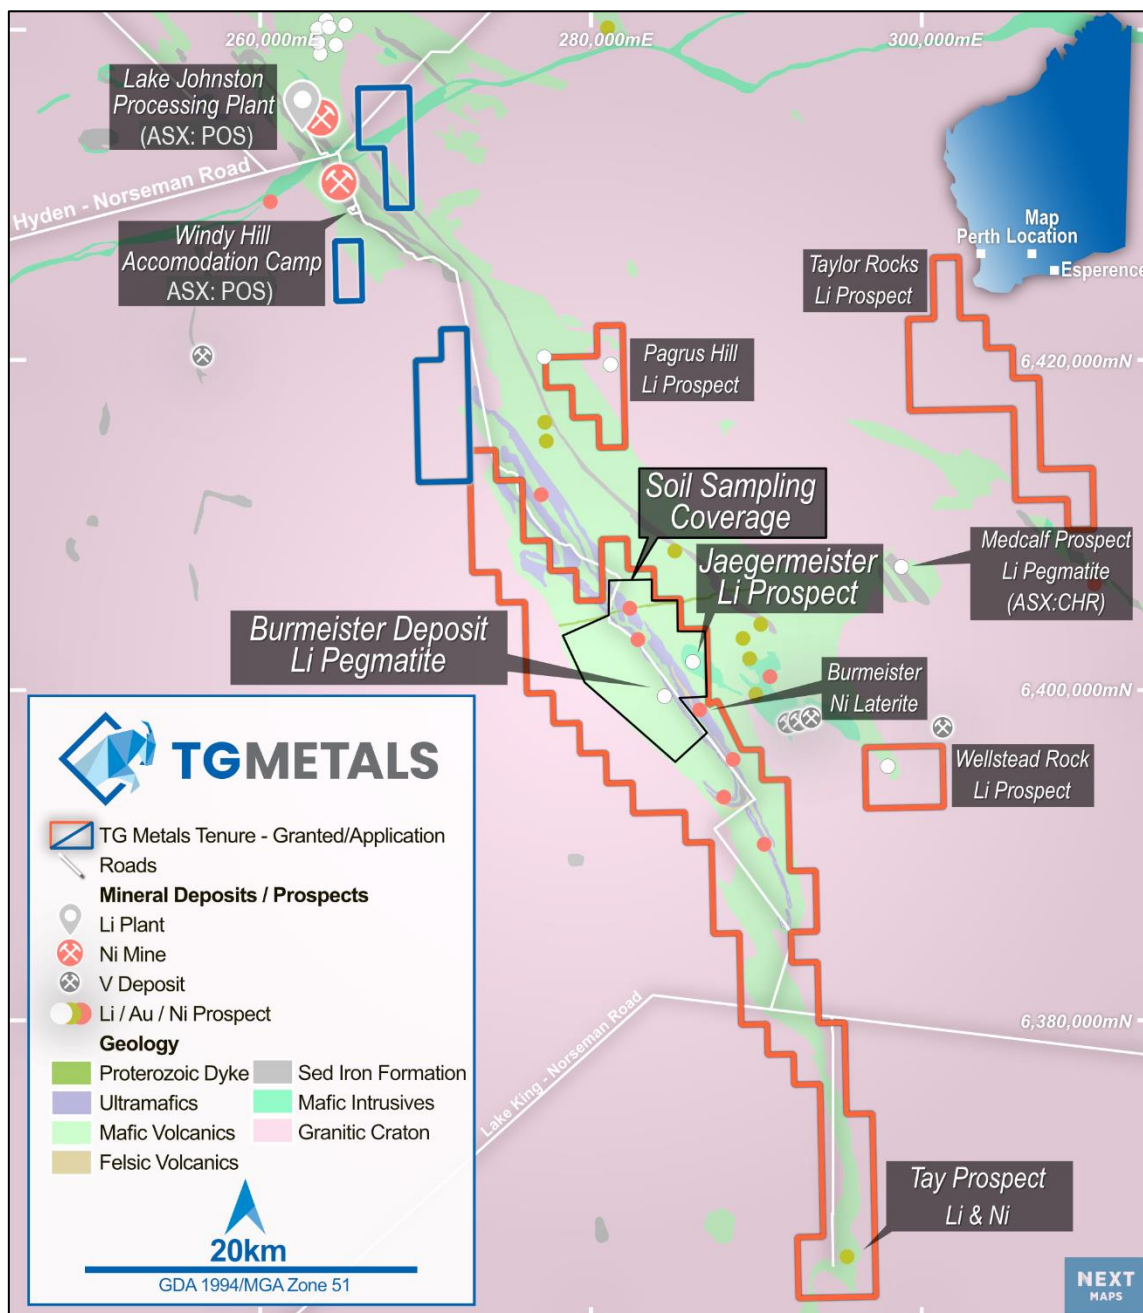 260,000mE
280,000mE
300,000mE
Lake Johnston
Processing Plant
(ASX: POS)
Hyden - Norseman Road
Windy Hill
Accomodation Camp
ASX: POS)
Map
Perth Location
Esperence
Taylor Rocks
Li Prospect
6,420,000mN
Pagrus Hill
Li Prospect
Soil Sampling
Coverage
Jaegermeister
Li Prospect
Medcalf Prospect
Li Pegmatite
(ASX:CHR)
Burmeister Deposit
Li Pegmatite
Burmeister
Ni Laterite
6,400,000mN
Wellstead Rock
Li Prospect
TGMETALS
TG Metals Tenure - Granted/Application
Roads
Mineral Deposits / Prospects
Li Plant
Ni Mine
V Deposit
Li / Au / Ni Prospect
Geology
Proterozoic Dyke
Sed Iron Formation
Ultramafics
Mafic Intrusives
Mafic Volcanics
Granitic Craton
Felsic Volcanics
20km
GDA 1994/MGA Zone 51
6,380,000mN
Lake King - Norseman Road
Tay Prospect
Li & Ni
NEXT
MAPS